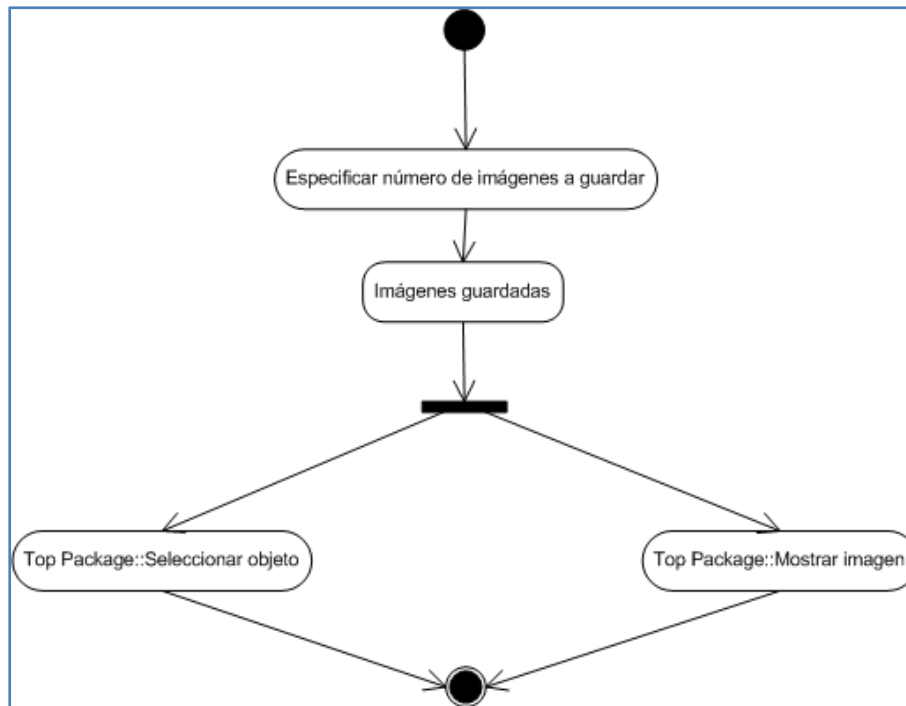 Especificar número de imágenes a guardar
Imágenes guardadas
Top Package::Seleccionar objeto
Top Package::Mostrar imagen